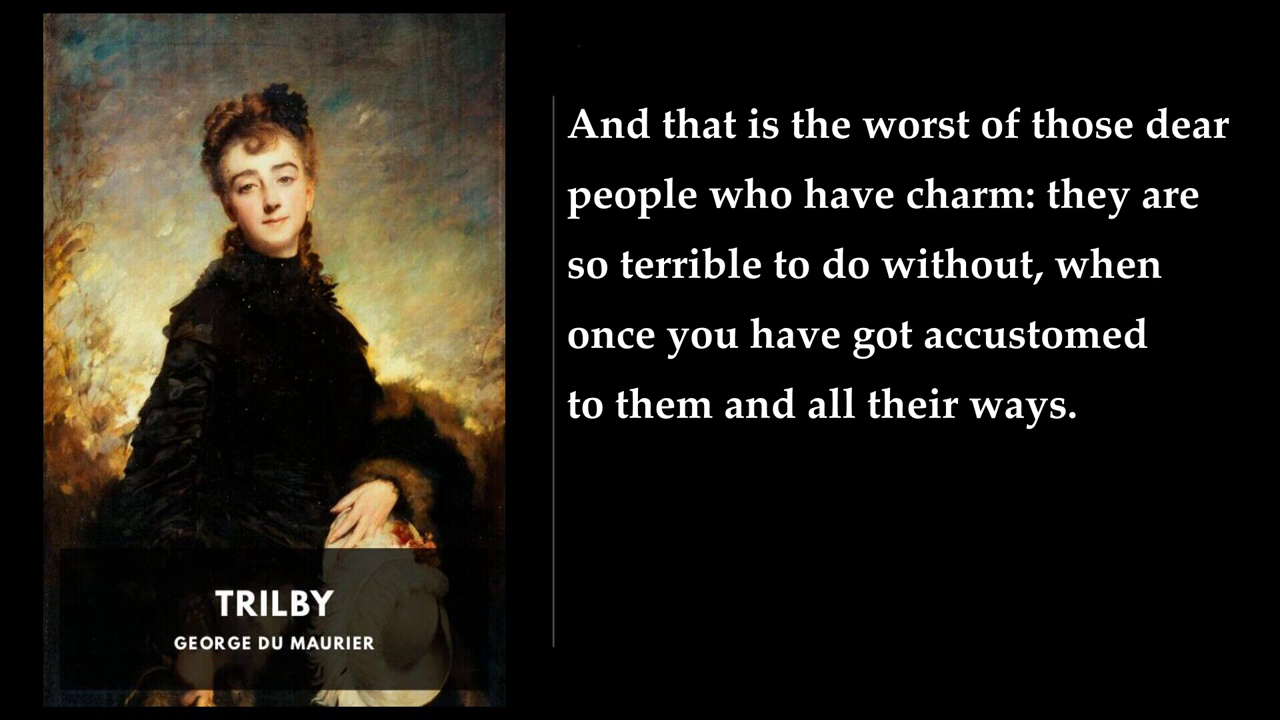 TRILBY
GEORGE DU MAURIER
And that is the worst of those dear
people who have charm: they are
so terrible to do without, when
once you have got accustomed
to them and all their ways.